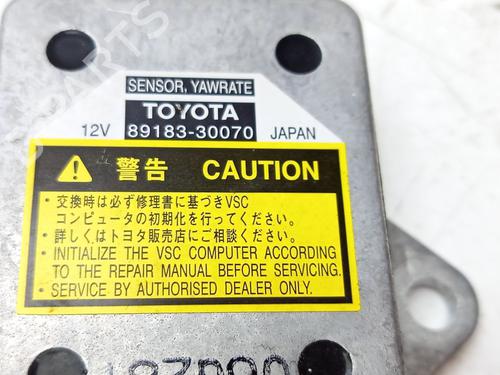 SENSOR, YAWRATE
TOYOTA
12V 89183-30070 JAPAN
警告 CAUTION
・交換時は必ず修理書に基づきVSC
コンピュータの初期化を行ってください。
・詳しくはトヨタ販売店にご相談ください。
・INITIALIZE THE VSC COMPUTER ACCORDING
TO THE REPAIR MANUAL BEFORE SERVICING.
・SERVICE BY AUTHORISED DEALER ONLY.